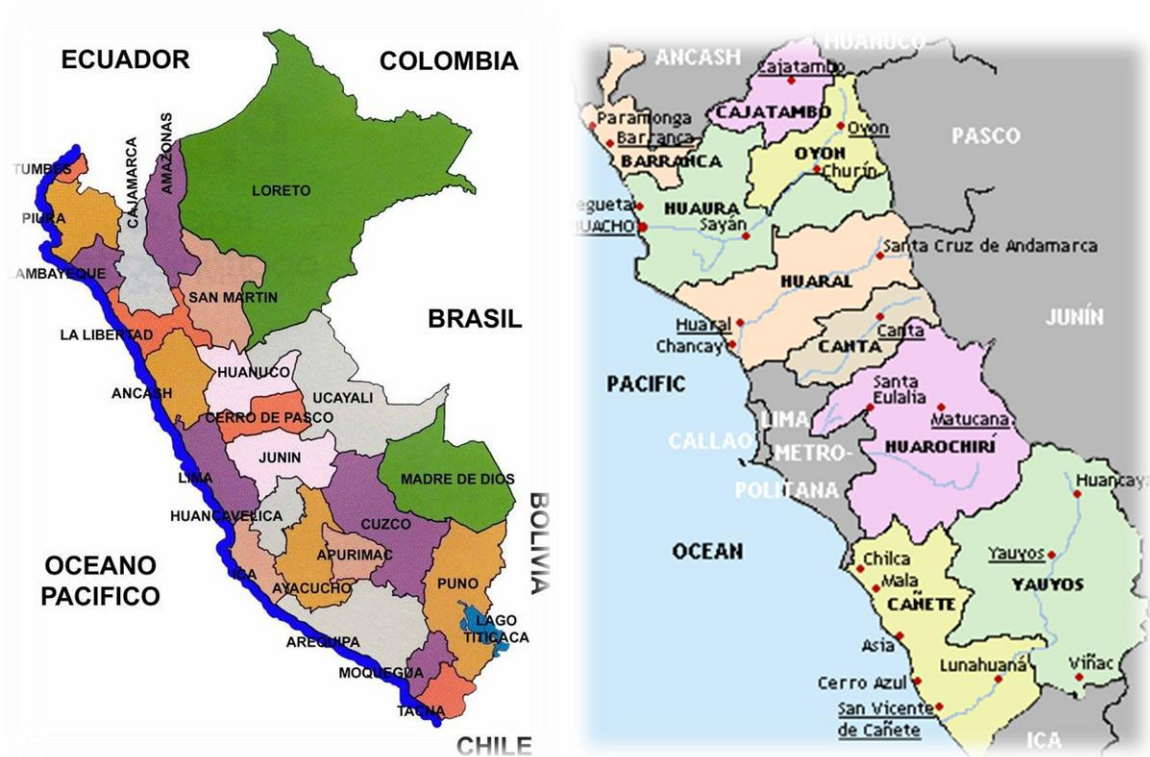 ECUADOR
COLOMBIA
TUMBES
PIURA
CAJAMARCA
AMAZONAS
LORETO
LAMBAYEQUE
SAN MARTIN
LA LIBERTAD
BRASIL
HUANUCO
ANCASH
UCAYALI
CERRO DE PASCO
JUNIN
LIMA
MADRE DE DIOS
HUANCAVELICA
CUZCO
BOLIVIA
OCEANO
PACIFICO
ICA
APURIMAC
AYACUCHO
PUNO
LAGO
TITICACA
AREQUIPA
MOQUEGUA
TACNA
CHILE
ANCASH
HUANUCO
Cajatambo
CAJATAMBO
Paramonga
Barranca
BARRANCA
Oyon
OYON
Churín
PASCO
egueta
HUACHO
HUAURA
Sayán
Santa Cruz de Andamarca
HUARAL
Huaral
Chancay
Canta
CANTA
JUNÍN
PACIFIC
Santa
Eulalia
Matucana
LIMA
CALLAO
METRO-
POLITANA
HUAROCHIRÍ
Huancaya
OCEAN
Chilca
Mala
CAÑETE
Yauyos
YAUYOS
Asia
Lunahuaná
Viñac
Cerro Azul
San Vicente
de Cañete
ICA